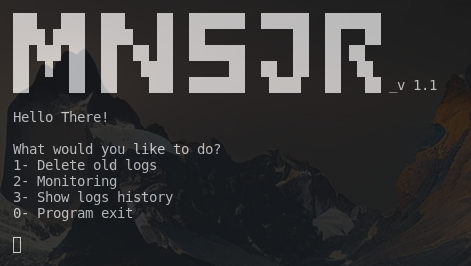 MNSJR _v 1.1
Hello There!
What would you like to do?
1- Delete old logs
2- Monitoring
3- Show logs history
0- Program exit